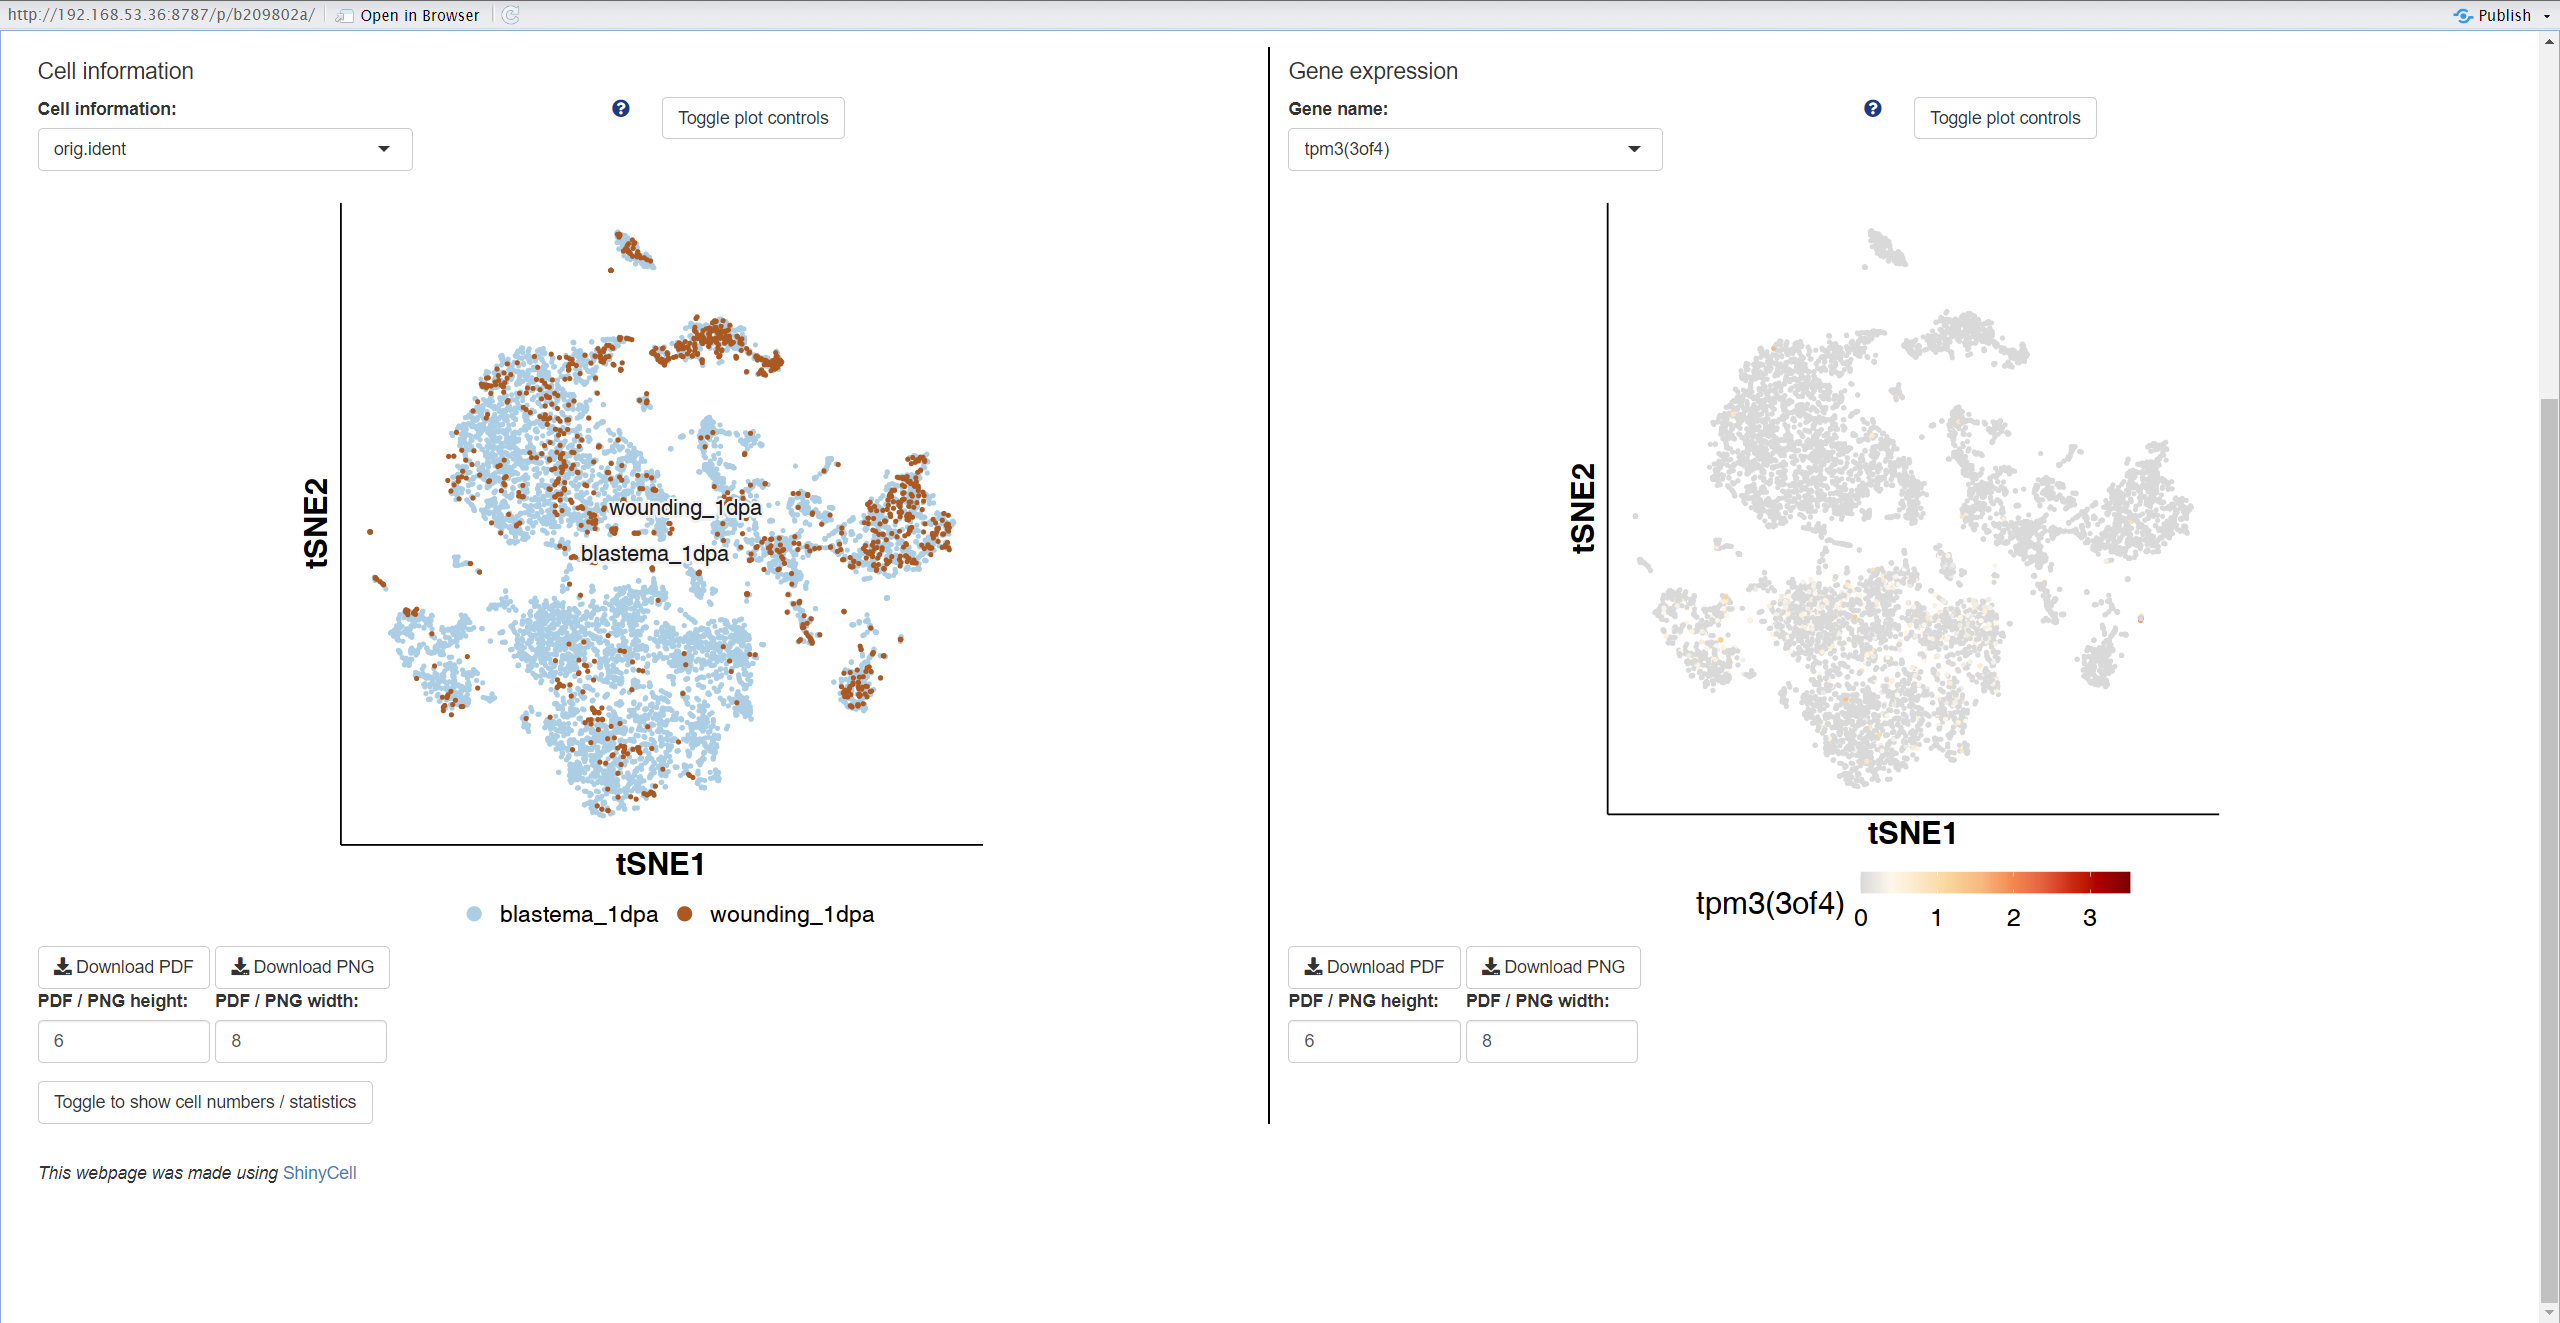 http://192.168.53.36:8787/p/b209802a/ Open in Browser Publish
Cell information
Cell information:
Toggle plot controls
orig.ident
tSNE2
wounding_1dpa
blastema_1dpa
tSNE1
blastema_1dpa wounding_1dpa
Download PDF Download PNG
PDF / PNG height: PDF / PNG width:
6 8
Toggle to show cell numbers / statistics
This webpage was made using ShinyCell
Gene expression
Gene name:
Toggle plot controls
tpm3(3of4)
tSNE2
tSNE1
tpm3(3of4)
0 1 2 3
Download PDF Download PNG
PDF / PNG height: PDF / PNG width:
6 8